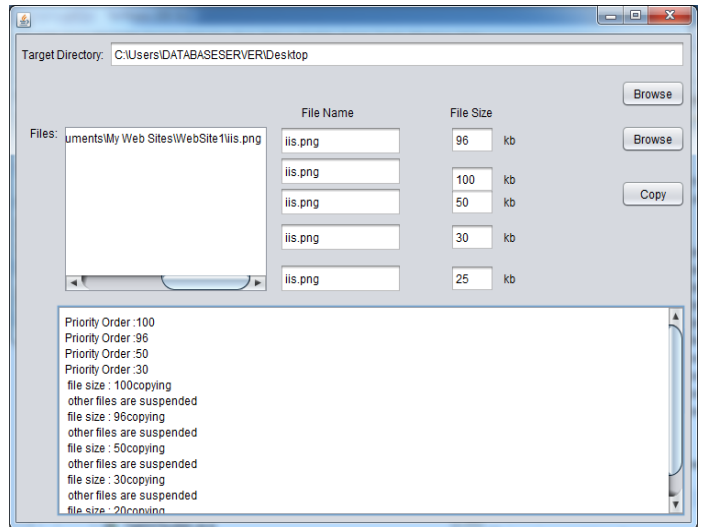 Target Directory: C:\Users\DATABASESERVER\Desktop
Browse
File Name File Size
Files: uments\My Web Sites\WebSite1\iis.png iis.png 96 kb Browse
iis.png 100 kb
iis.png 50 kb Copy
iis.png 30 kb
iis.png 25 kb
Priority Order :100
Priority Order :96
Priority Order :50
Priority Order :30
file size : 100copying
other files are suspended
file size : 96copying
other files are suspended
file size : 50copying
other files are suspended
file size : 30copying
other files are suspended
file size : 20copying